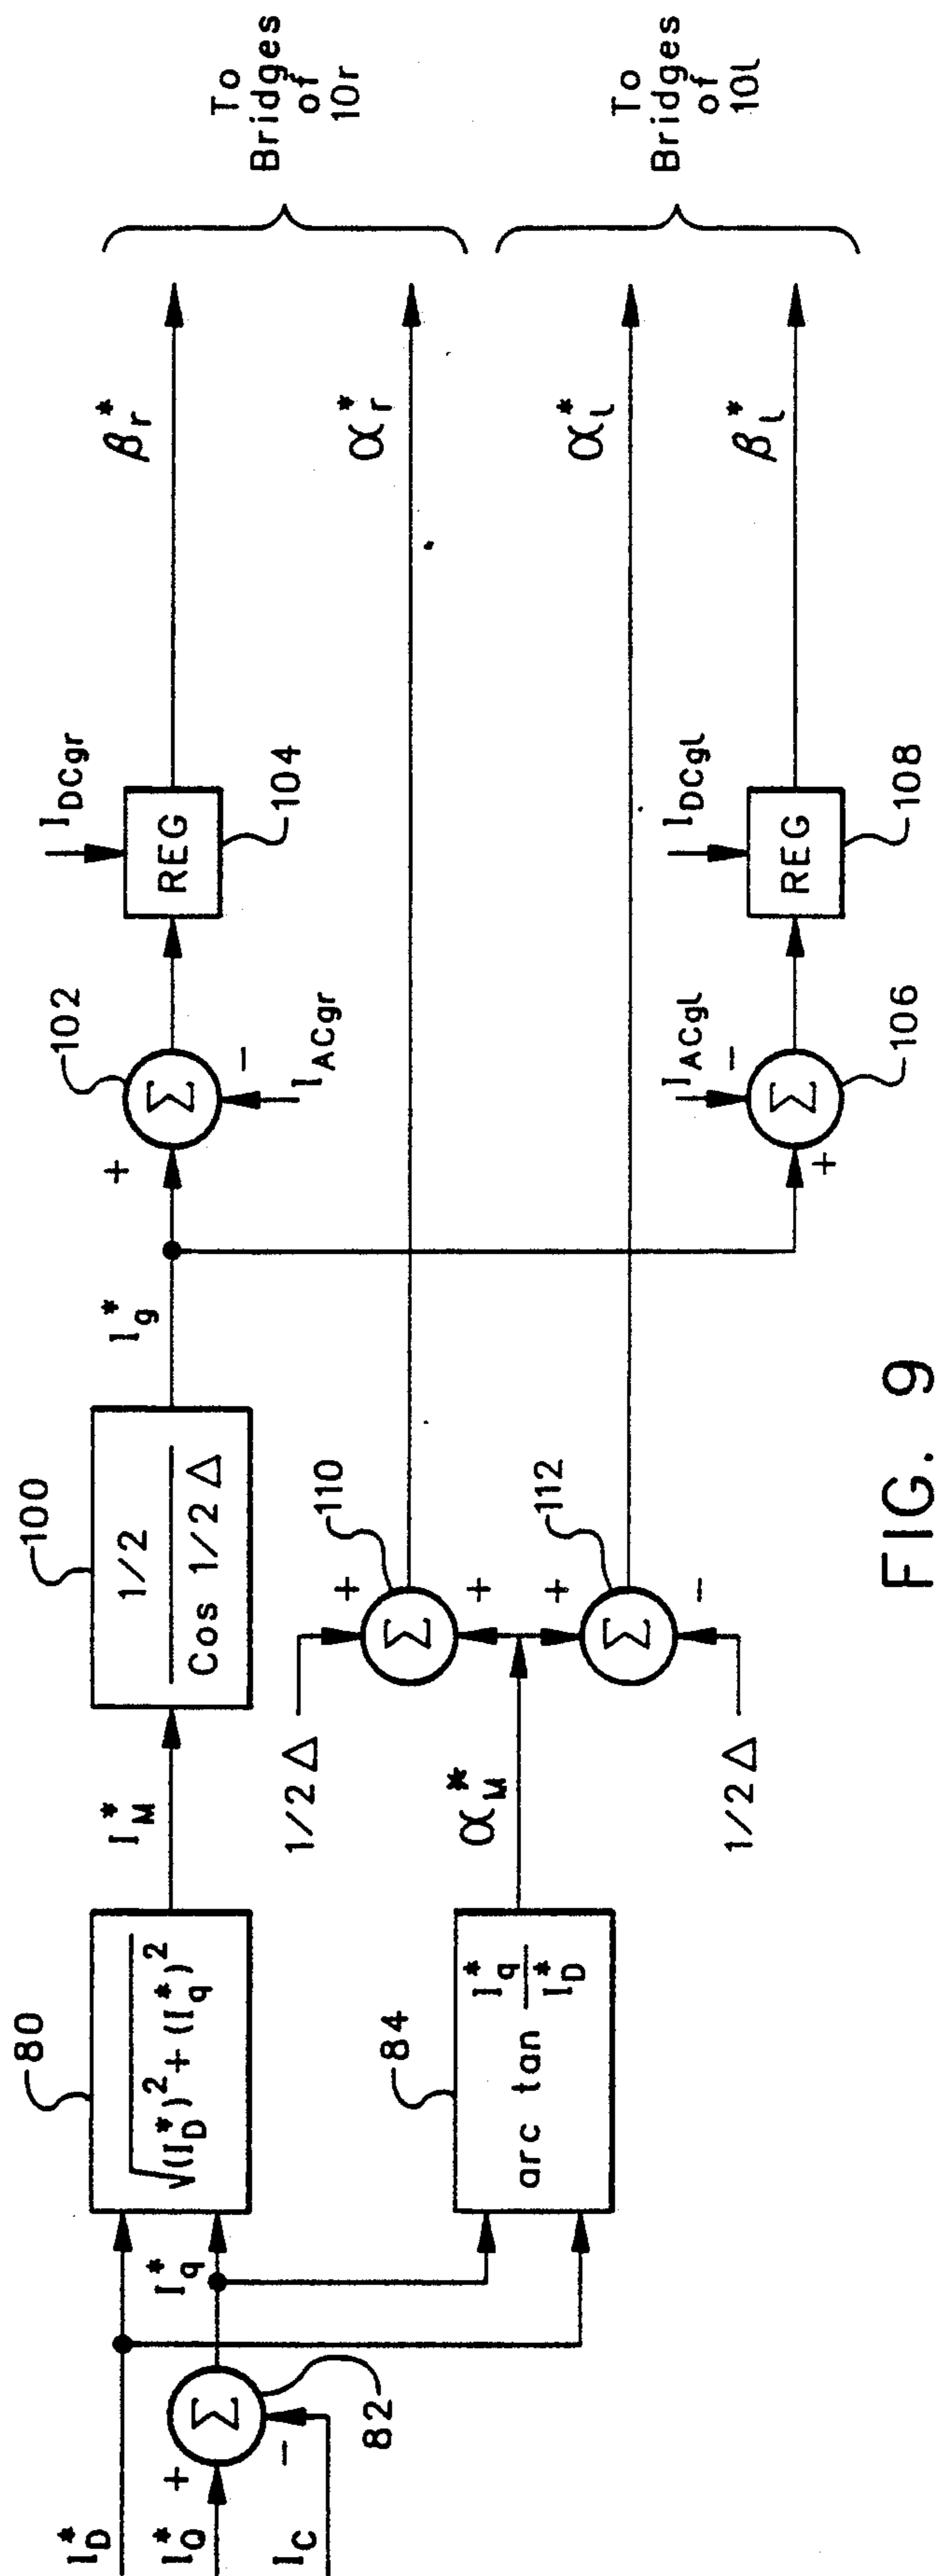 I*D
I*Q
IC
+
−
Σ
82
I*q
80
√(I*D)² + (I*q)²
84
arc tan I*q / I*D
I*M
α*M
100
1/2
Cos 1/2 Δ
1/2 Δ
1/2 Δ
+
+
Σ
110
+
−
Σ
112
I*g
+
−
Σ
102
IACgr
IDCgr
REG
104
+
−
Σ
106
IACgl
IDCgl
REG
108
β*r
α*r
α*l
β*l
To
Bridges
of
10r
To
Bridges
of
10l
FIG. 9